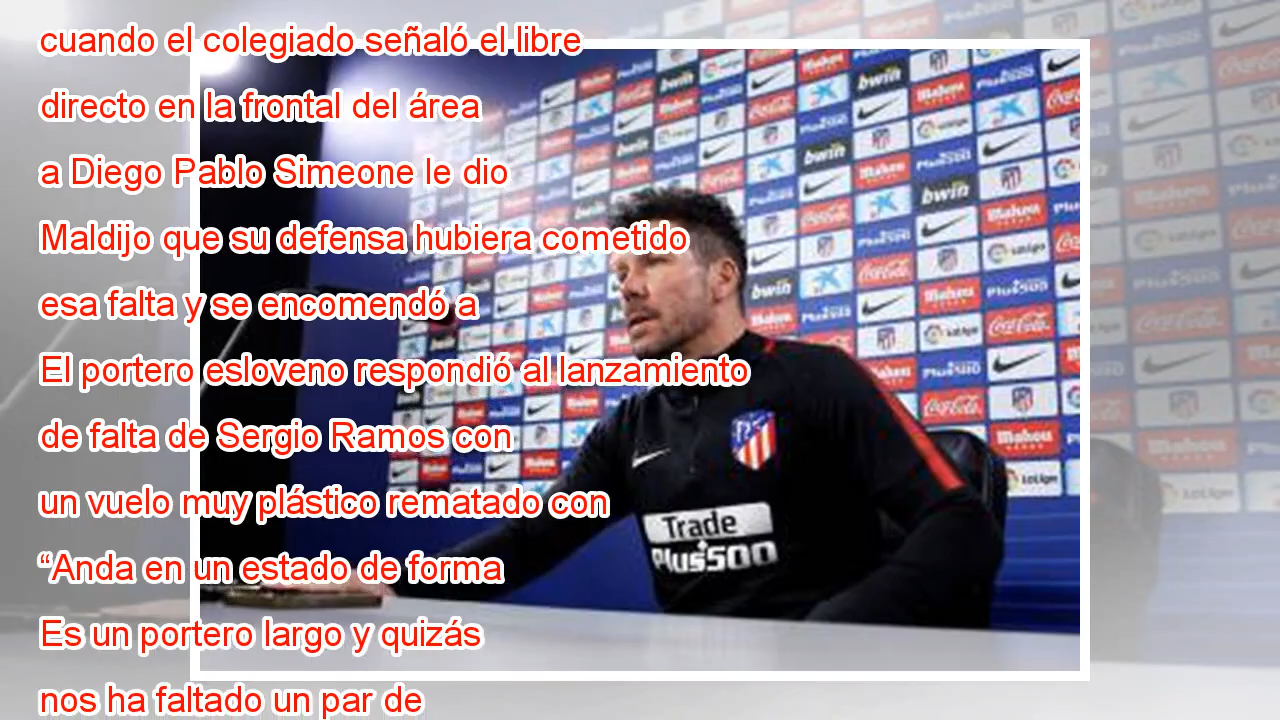 cuando el colegiado señaló el libre
directo en la frontal del área
a Diego Pablo Simeone le dio
Maldijo que su defensa hubiera cometido
esa falta y se encomendó a
El portero esloveno respondió al lanzamiento
de falta de Sergio Ramos con
un vuelo muy plástico rematado con
“Anda en un estado de forma
Es un portero largo y quizás
nos ha faltado un par de
Trade
Plus500